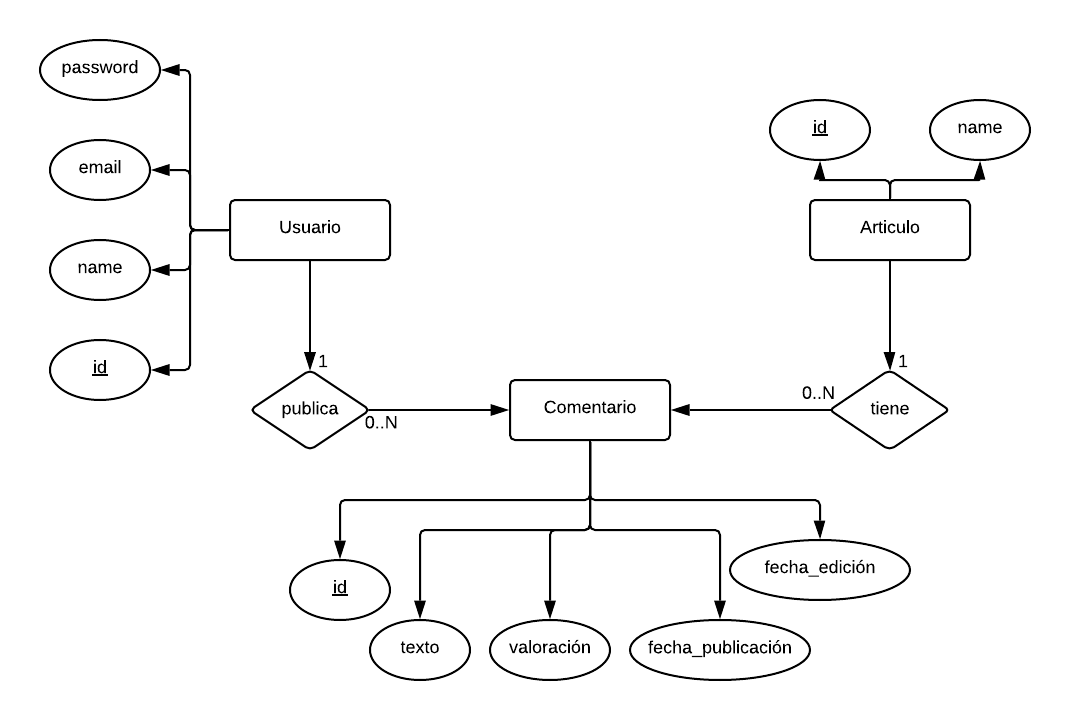 password
email
name
id
Usuario
id
name
Articulo
1
publica
0..N
Comentario
0..N
1
tiene
id
texto
valoración
fecha_publicación
fecha_edición